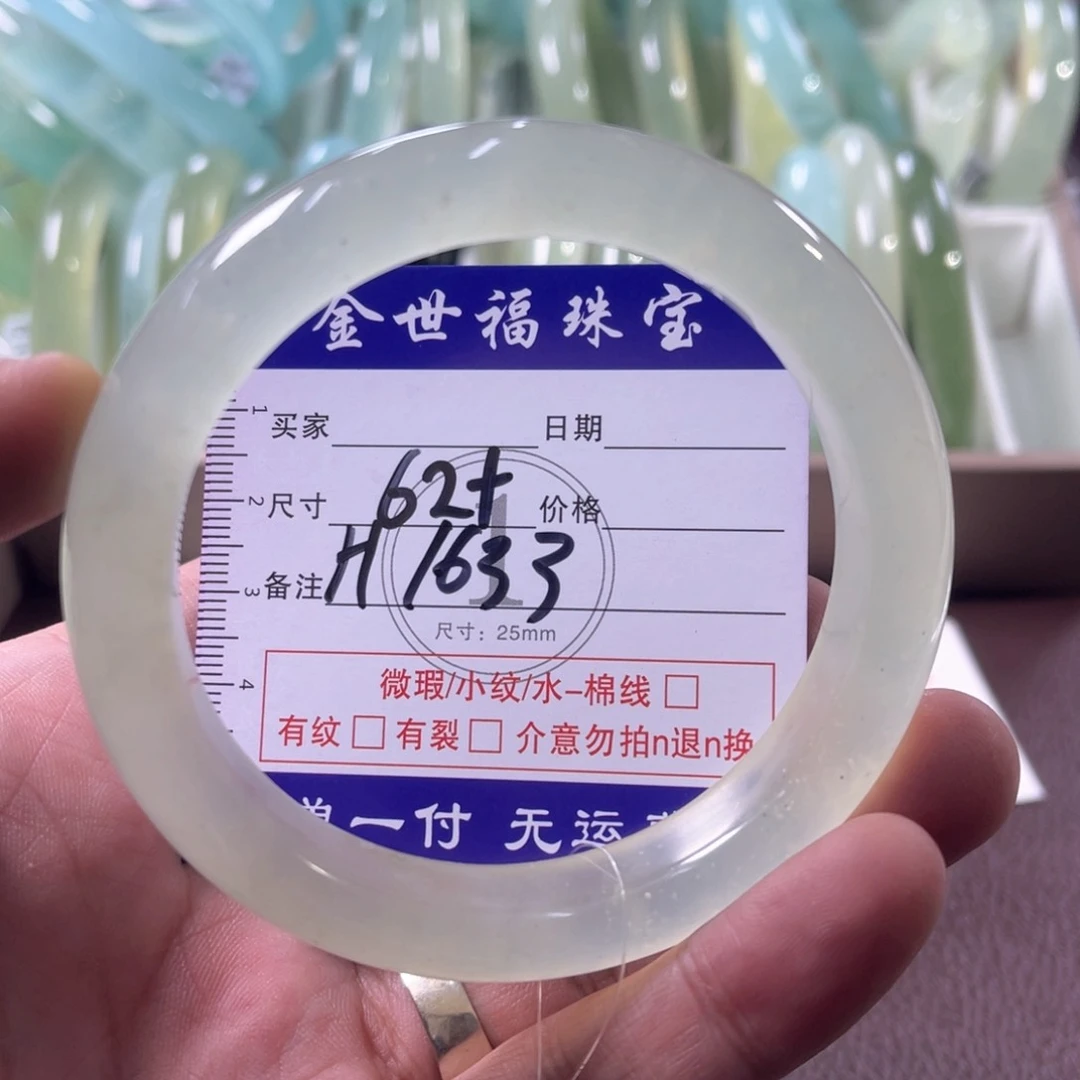 金世福珠宝
1 买家 日期
2 尺寸 62+ 价格
1
3 备注 H1633
尺寸：25mm
4
微瑕/小纹/水-棉线 □
有纹 □ 有裂 □ 介意勿拍n退n换
单一付 无运